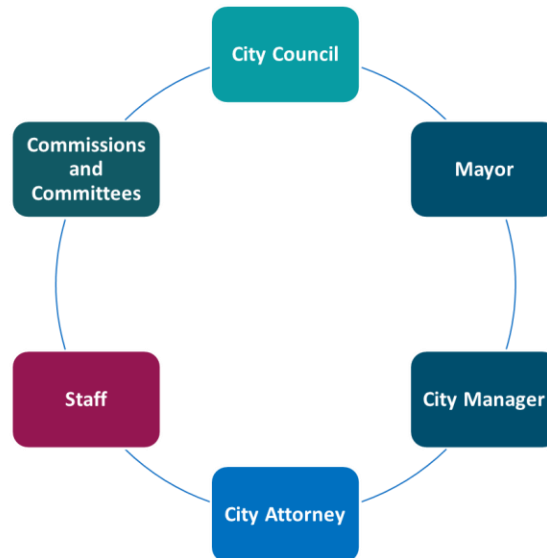 City Council
Mayor
City Manager
City Attorney
Staff
Commissions
and
Committees